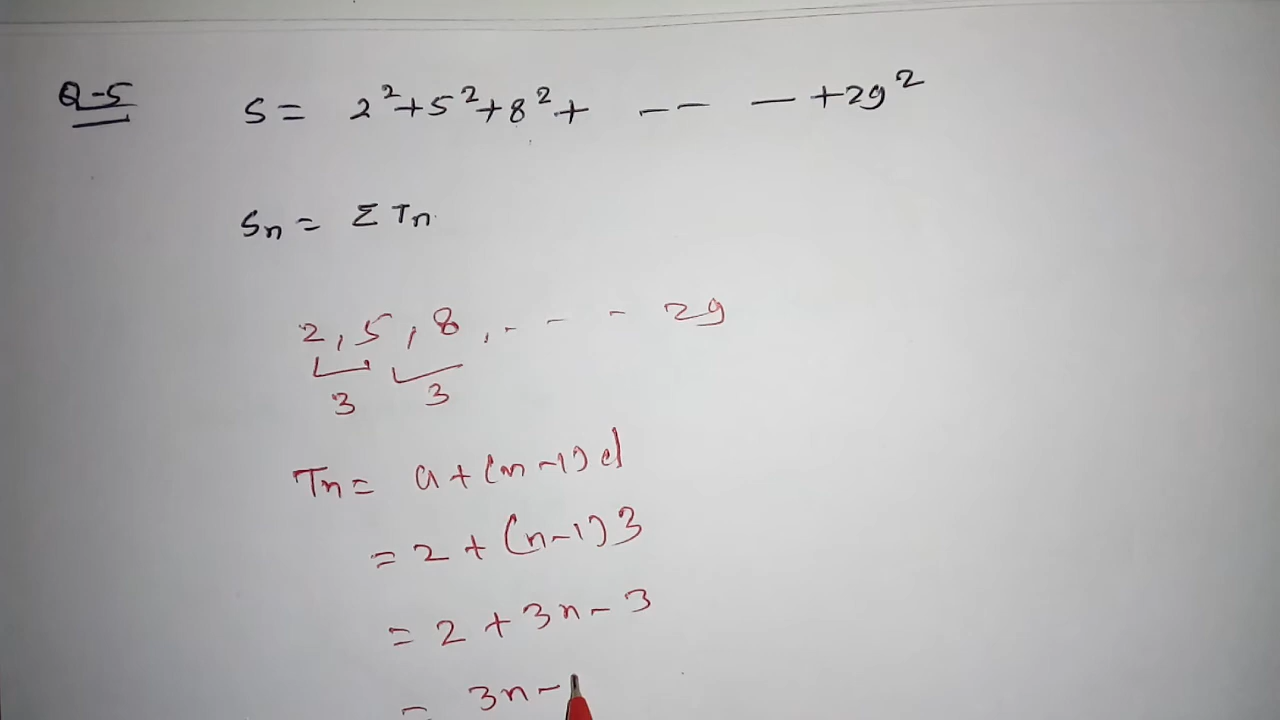 Q-5 S = 2²+5²+8²+ -- -- — +29²
Sn = Σ Tn.
2, 5, 8, . - - - 29
3 3
Tn = a + (n-1) d
= 2 + (n-1) 3
= 2 + 3n - 3
= 3n -